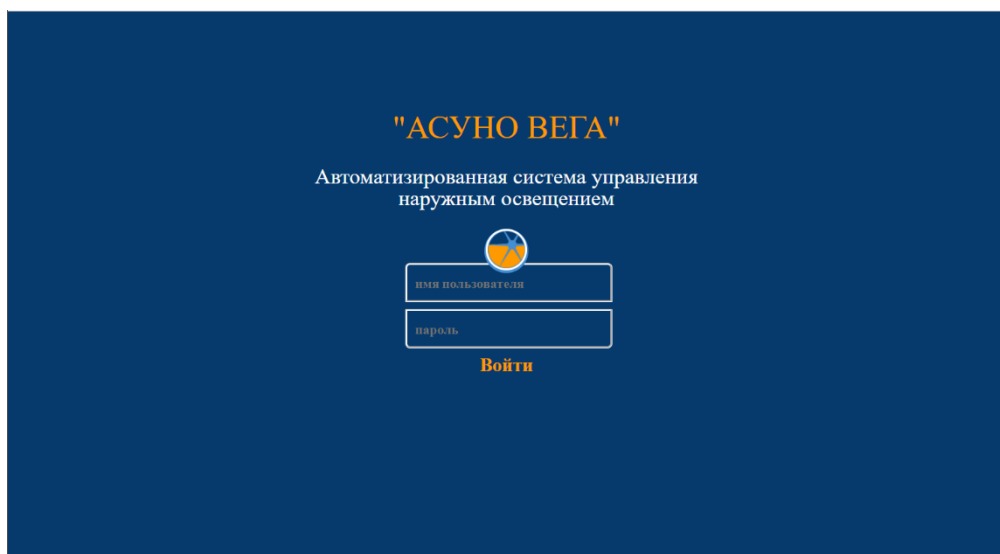 "АСУНО ВЕГА"
Автоматизированная система управления
наружным освещением
имя пользователя
пароль
Войти